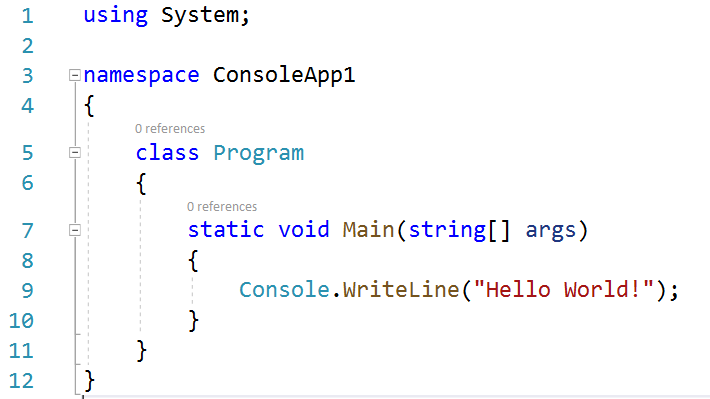 1 using System;
2
3 namespace ConsoleApp1
4 {
0 references
5 class Program
6 {
0 references
7 static void Main(string[] args)
8 {
9 Console.WriteLine("Hello World!");
10 }
11 }
12 }